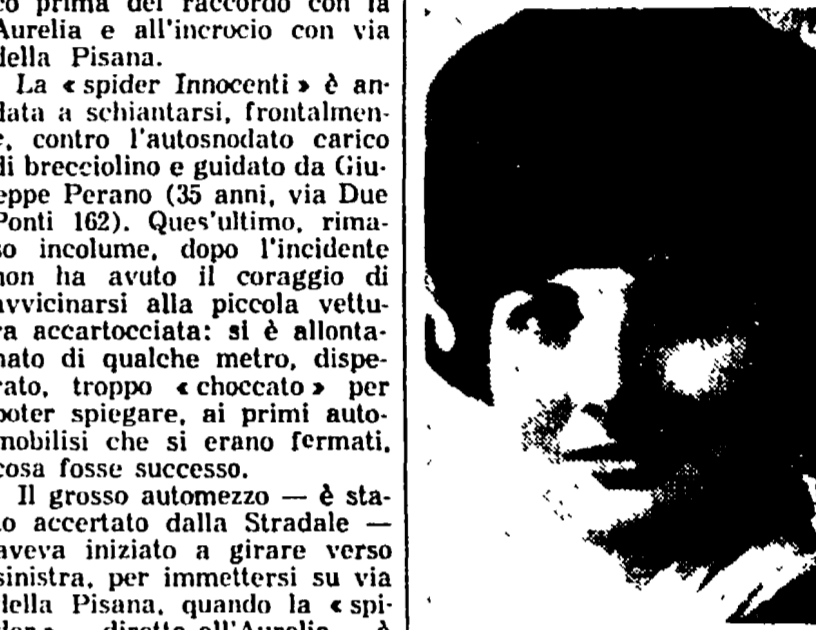 co prima del raccordo con la
Aurelia e all'incrocio con via
della Pisana.
La « spider Innocenti » è an-
data a schiantarsi, frontalmen-
e, contro l'autosnodato carico
di brecciolino e guidato da Giu-
eppe Perano (35 anni, via Due
Ponti 162). Ques'ultimo, rima-
so incolume, dopo l'incidente
non ha avuto il coraggio di
avvicinarsi alla piccola vettu-
ra accartocciata: si è allonta-
nato di qualche metro, dispe-
rato, troppo « choccato » per
poter spiegare, ai primi auto-
mobilisi che si erano fermati,
cosa fosse successo.
Il grosso automezzo — è sta-
to accertato dalla Stradale —
aveva iniziato a girare verso
sinistra, per immettersi su via
della Pisana, quando la « spi-
der » diretta all'Aurelia è